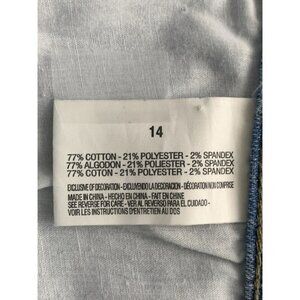 14
77% COTTON - 21% POLYESTER - 2% SPANDEX
77% ALGODON - 21% POLIESTER - 2% SPANDEX
77% COTON - 21% POLYESTER - 2% SPANDEX
EXCLUSIVE OF DECORATION - EXCLUYENDO LA DECORACIÓN - DÉCORATION NON COMPRISE
MADE IN CHINA - HECHO EN CHINA - FAIT EN CHINE
SEE REVERSE FOR CARE - VER AL REVERSO PARA EL CUIDADO -
VOIR LES INSTRUCTIONS D'ENTRETIEN AU DOS